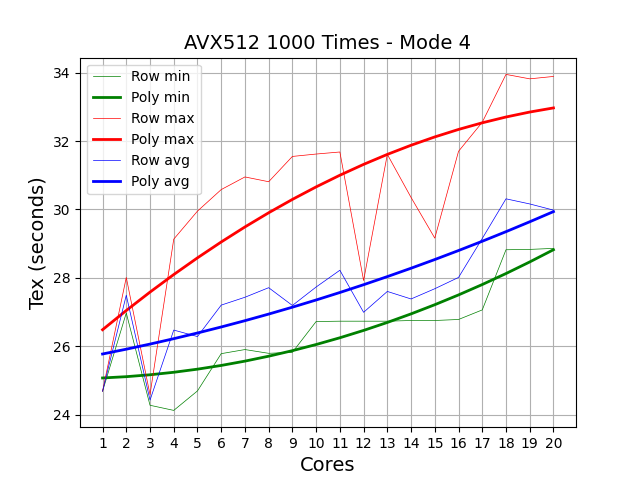 AVX512 1000 Times - Mode 4
Row min
Poly min
Row max
Poly max
Row avg
Poly avg
Tex (seconds)
34
32
30
28
26
24
1 2 3 4 5 6 7 8 9 10 11 12 13 14 15 16 17 18 19 20
Cores